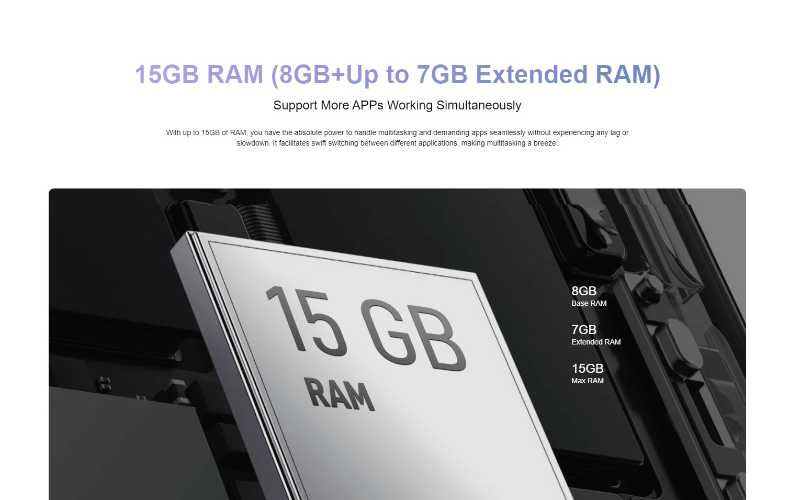 15GB RAM (8GB+Up to 7GB Extended RAM)
Support More APPs Working Simultaneously
With up to 15GB of RAM, you have the absolute power to handle multitasking and demanding apps seamlessly without experiencing any lag or
slowdown. It facilitates swift switching between different applications, making multitasking a breeze.
15 GB
RAM
8GB
Base RAM
7GB
Extended RAM
15GB
Max RAM